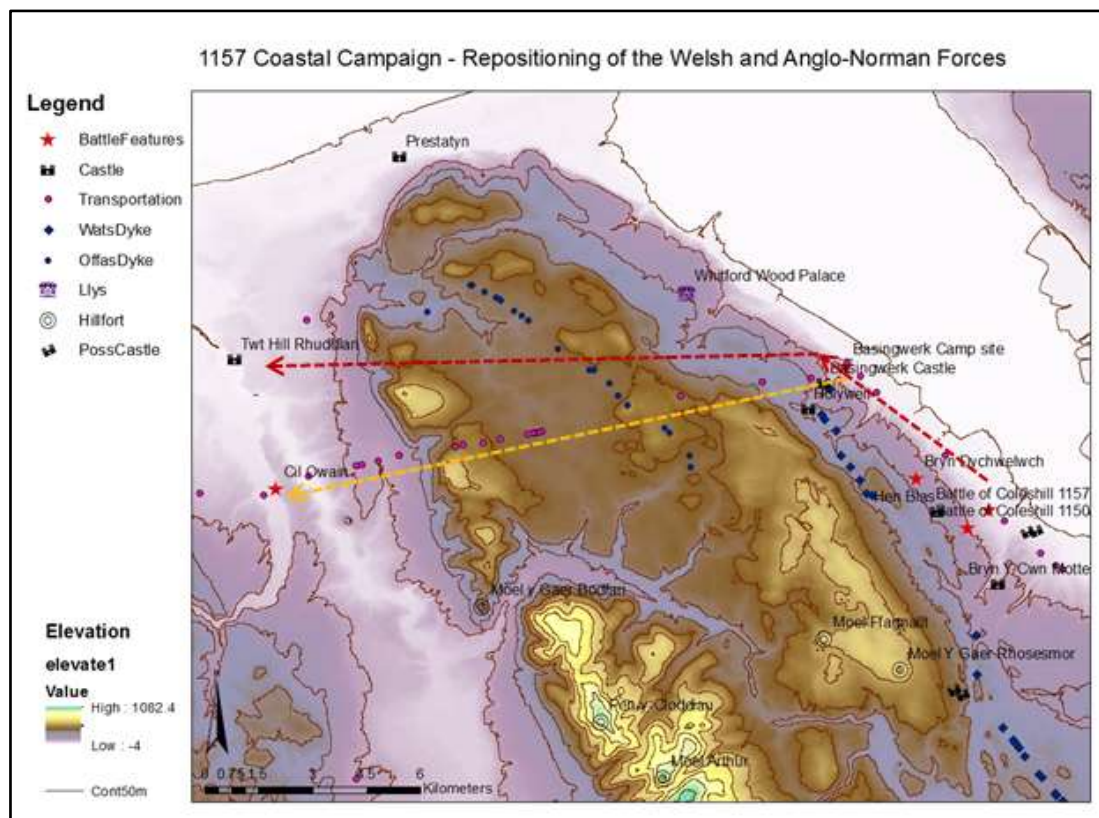 1157 Coastal Campaign - Repositioning of the Welsh and Anglo-Norman Forces
Legend
BattleFeatures
Castle
Transportation
WatsDyke
OffasDyke
Llys
Hillfort
PossCastle
Elevation
elevate1
Value
High : 1082.4
Low : -4
Cont50m
Prestatyn
Whitford Wood Palace
Twt Hill Rhuddlan
Basingwerk Camp site
Basingwerk Castle
Holywell
Cil Owain
Bryn Dychwelwch
Hen Blas
Battle of Coleshill 1157
Battle of Coleshill 1150
Bryn Y Cwn Motte
Moel y Gaer Bodfari
Moel Ffagnallt
Moel Y Gaer Rhosesmor
Pen y Cloddiau
Moel Arthur
0 0.75 1.5 3 4.5 6
Kilometers